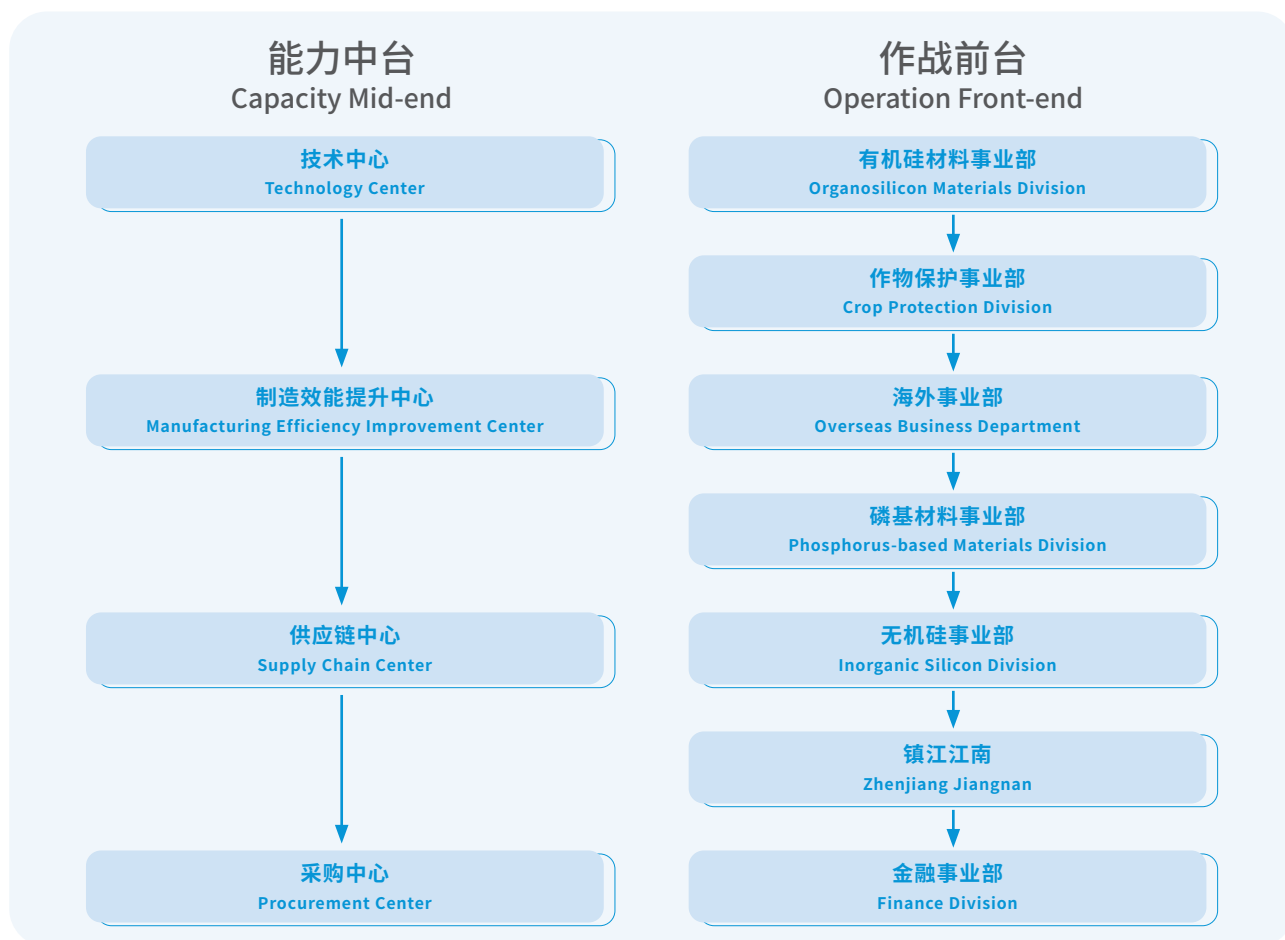 能力中台
Capacity Mid-end
技术中心
Technology Center
制造效能提升中心
Manufacturing Efficiency Improvement Center
供应链中心
Supply Chain Center
采购中心
Procurement Center
作战前台
Operation Front-end
有机硅材料事业部
Organosilicon Materials Division
作物保护事业部
Crop Protection Division
海外事业部
Overseas Business Department
磷基材料事业部
Phosphorus-based Materials Division
无机硅事业部
Inorganic Silicon Division
镇江江南
Zhenjiang Jiangnan
金融事业部
Finance Division